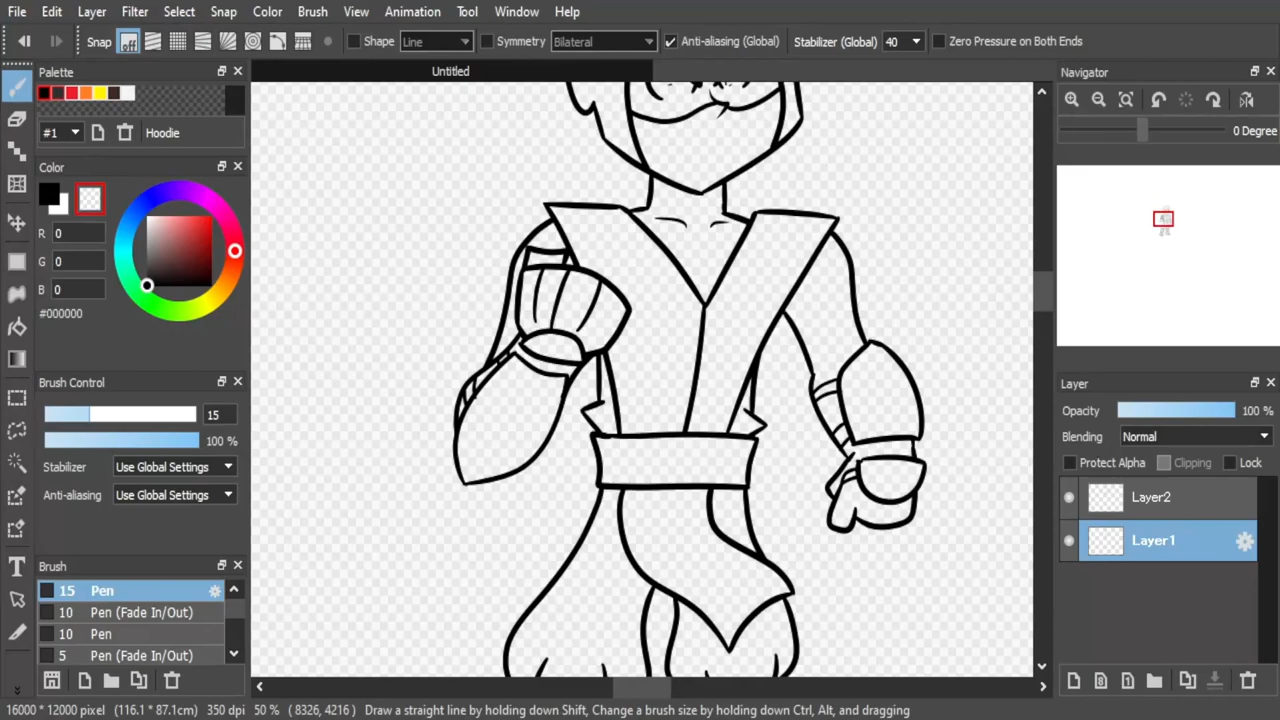 File Edit Layer Filter Select Snap Color Brush View Animation Tool Window Help
Snap off Shape Line Symmetry Bilateral Anti-aliasing (Global) Stabilizer (Global) 40 Zero Pressure on Both Ends
Palette
#1 Hoodie
Color
R 0
G 0
B 0
#000000
Brush Control
15
100 %
Stabilizer Use Global Settings
Anti-aliasing Use Global Settings
Brush
15 Pen
10 Pen (Fade In/Out)
10 Pen
5 Pen (Fade In/Out)
Untitled
Navigator
0 Degree
Layer
Opacity 100 %
Blending Normal
Protect Alpha Clipping Lock
Layer2
Layer1
16000 * 12000 pixel (116.1 * 87.1cm) 350 dpi 50 % ( 8326, 4216 ) Draw a straight line by holding down Shift, Change a brush size by holding down Ctrl, Alt, and dragging